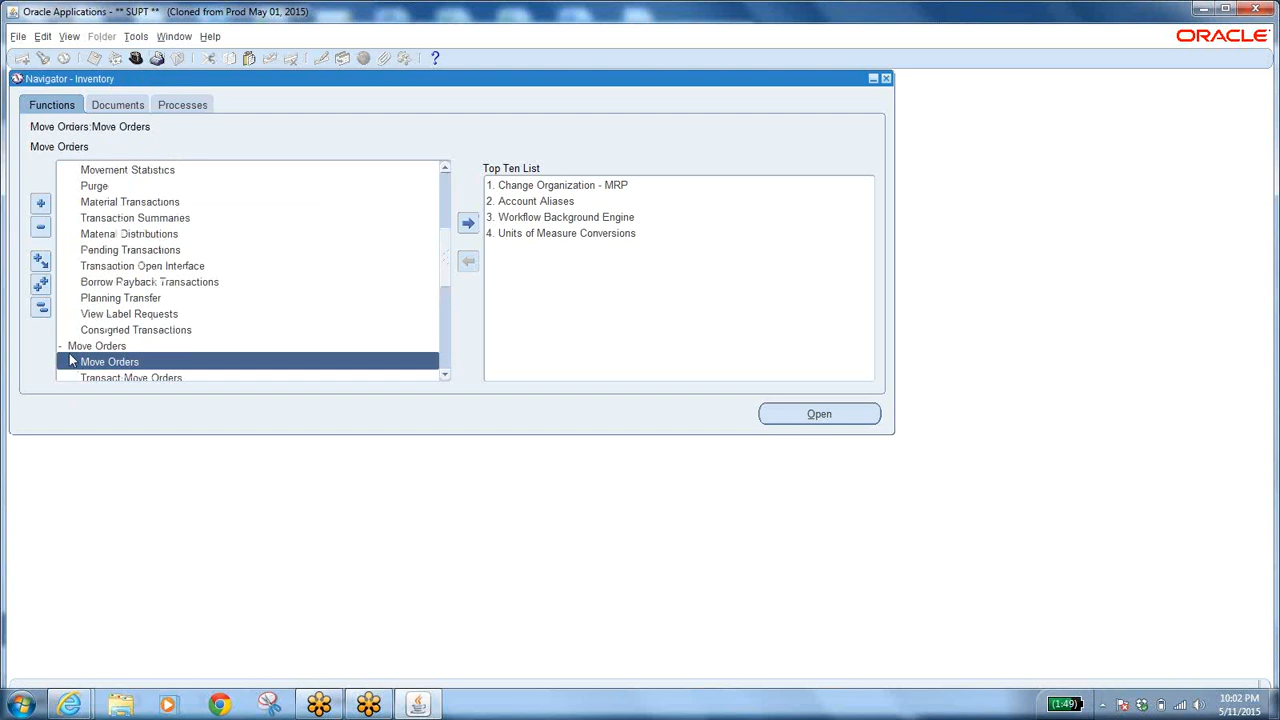 Oracle Applications - ** SUPT ** (Cloned from Prod May 01, 2015)
File Edit View Folder Tools Window Help
ORACLE
Navigator - Inventory
Functions Documents Processes
Move Orders:Move Orders
Move Orders
Movement Statistics
Purge
Material Transactions
Transaction Summaries
Material Distributions
Pending Transactions
Transaction Open Interface
Borrow Payback Transactions
Planning Transfer
View Label Requests
Consigned Transactions
- Move Orders
Move Orders
Transact Move Orders
Top Ten List
1. Change Organization - MRP
2. Account Aliases
3. Workflow Background Engine
4. Units of Measure Conversions
Open
(1:49)
10:02 PM
5/11/2015